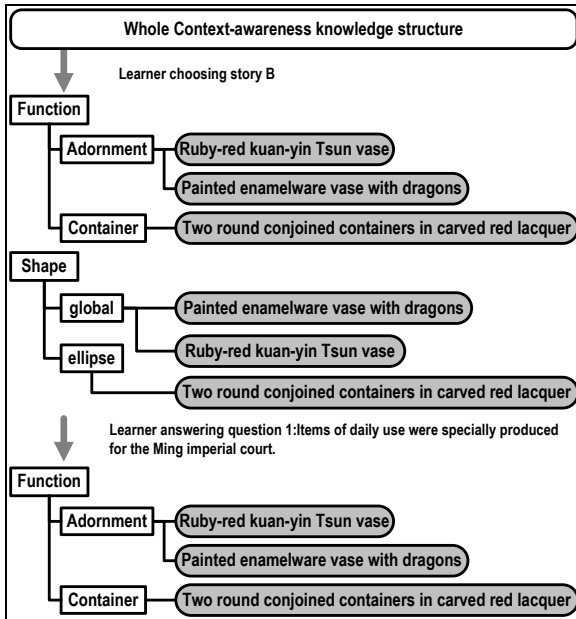 Whole Context-awareness knowledge structure
Learner choosing story B
Function
Adornment
Ruby-red kuan-yin Tsun vase
Painted enamelware vase with dragons
Container
Two round conjoined containers in carved red lacquer
Shape
global
Painted enamelware vase with dragons
Ruby-red kuan-yin Tsun vase
ellipse
Two round conjoined containers in carved red lacquer
Learner answering question 1:Items of daily use were specially produced
for the Ming imperial court.
Function
Adornment
Ruby-red kuan-yin Tsun vase
Painted enamelware vase with dragons
Container
Two round conjoined containers in carved red lacquer